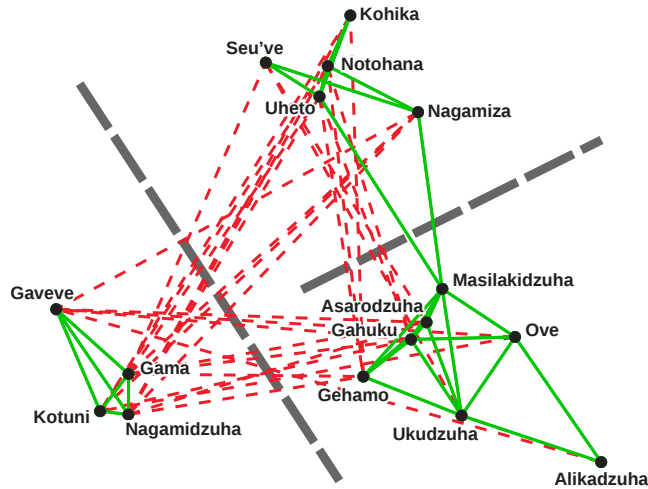 Kohika
Seu’ve
Notohana
Uheto
Nagamiza
Masilakidzuha
Gaveve
Asarodzuha
Gahuku
Ove
Gama
Gehamo
Kotuni
Nagamidzuha
Ukudzuha
Alikadzuha